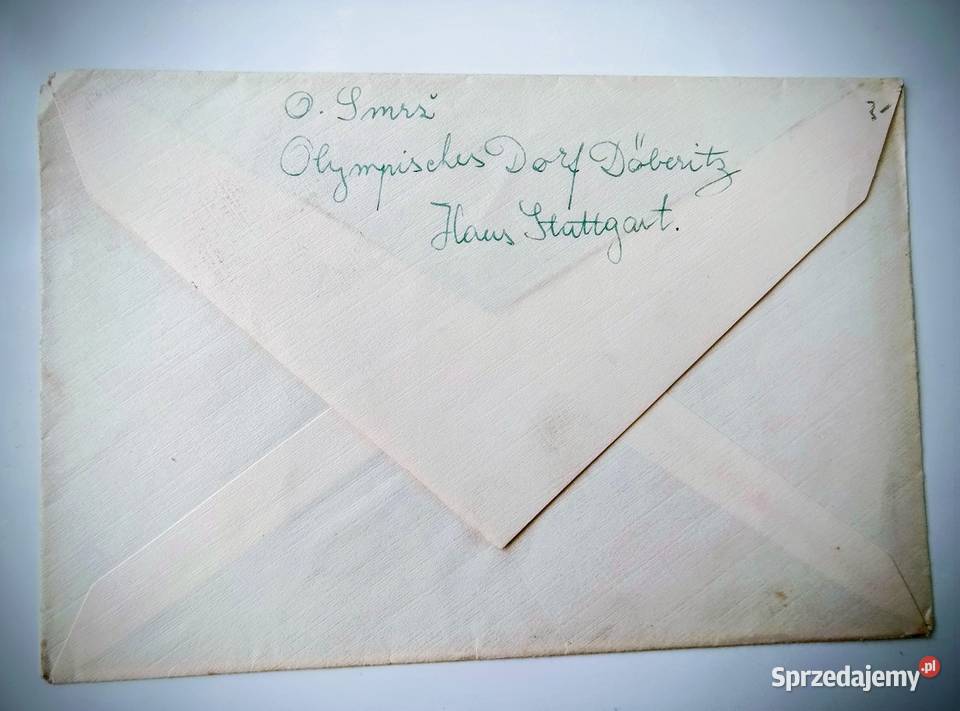 O. Smrž
3-
Olympisches Dorf Döberitz
Haus Stuttgart.
Sprzedajemy.pl